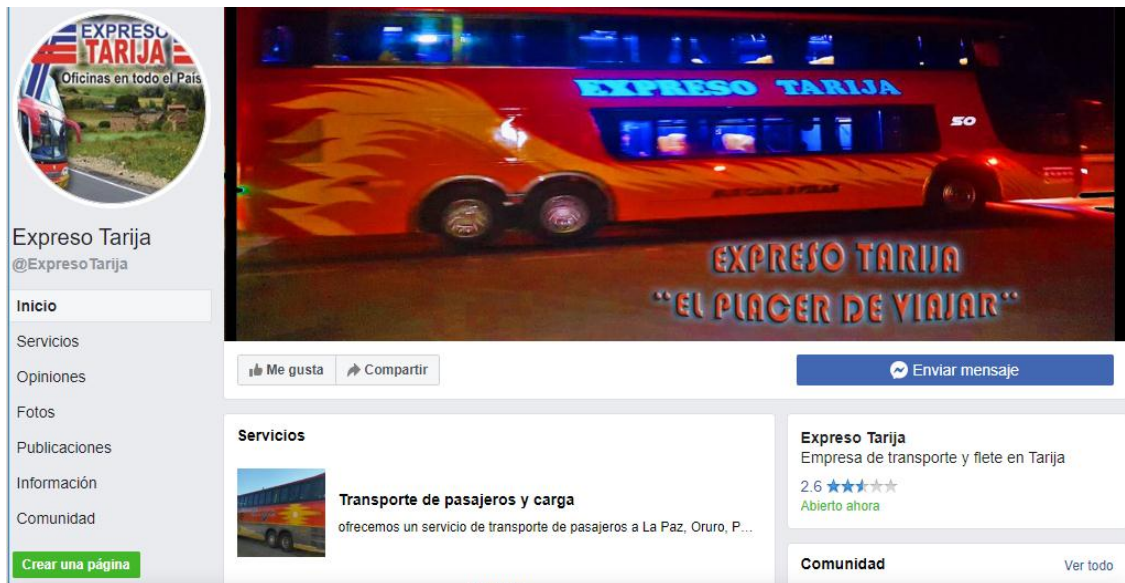 EXPRESO
TARIJA
Oficinas en todo el País
Expreso Tarija
@ExpresoTarija
Inicio
Servicios
Opiniones
Fotos
Publicaciones
Información
Comunidad
Crear una página
EXPRESO TARIJA
50
EXPRESO TARIJA
"EL PLACER DE VIAJAR"
Me gusta
Compartir
Enviar mensaje
Servicios
Transporte de pasajeros y carga
ofrecemos un servicio de transporte de pasajeros a La Paz, Oruro, P...
Expreso Tarija
Empresa de transporte y flete en Tarija
2.6
Abierto ahora
Comunidad
Ver todo